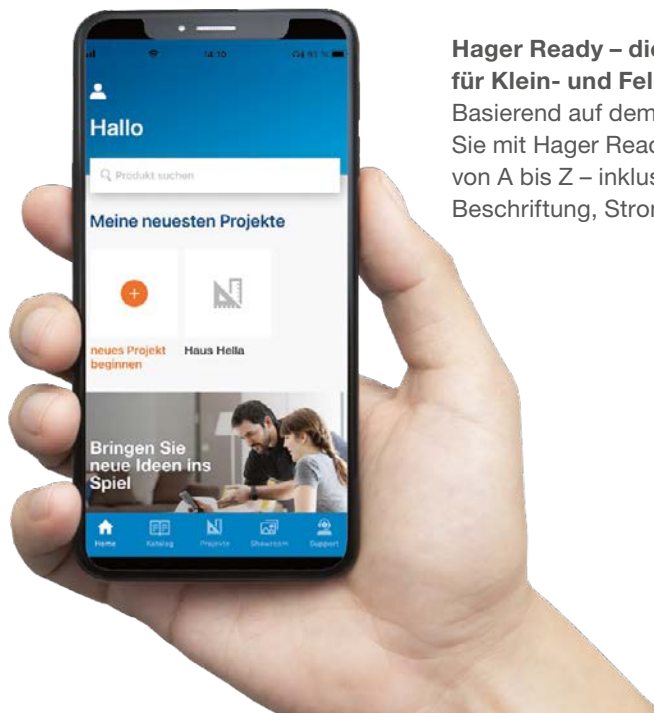 14:10
Hallo
Produkt suchen
Meine neuesten Projekte
neues Projekt
beginnen
Haus Hella
Bringen Sie
neue Ideen ins
Spiel
Home
Katalog
Projekte
Showroom
Support
Hager Ready – die
für Klein- und Fel
Basierend auf dem
Sie mit Hager Read
von A bis Z – inklus
Beschriftung, Stro